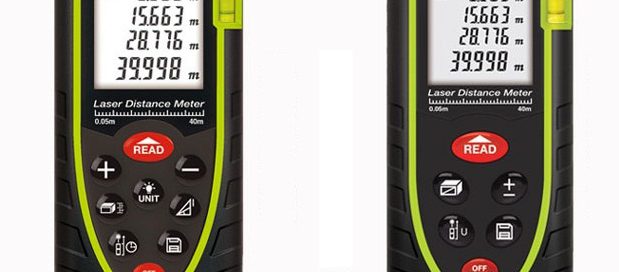 15.663 m
28.776 m
39.998 m
Laser Distance Meter
0.05m 40m
READ
+ −
UNIT
OFF
15.663 m
28.776 m
39.998 m
Laser Distance Meter
0.05m 40m
READ
±
U
OFF